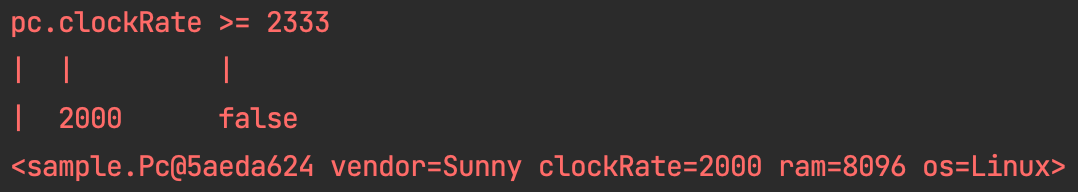 pc.clockRate >= 2333
|  |         |
|  2000      false
<sample.Pc@5aeda624 vendor=Sunny clockRate=2000 ram=8096 os=Linux>